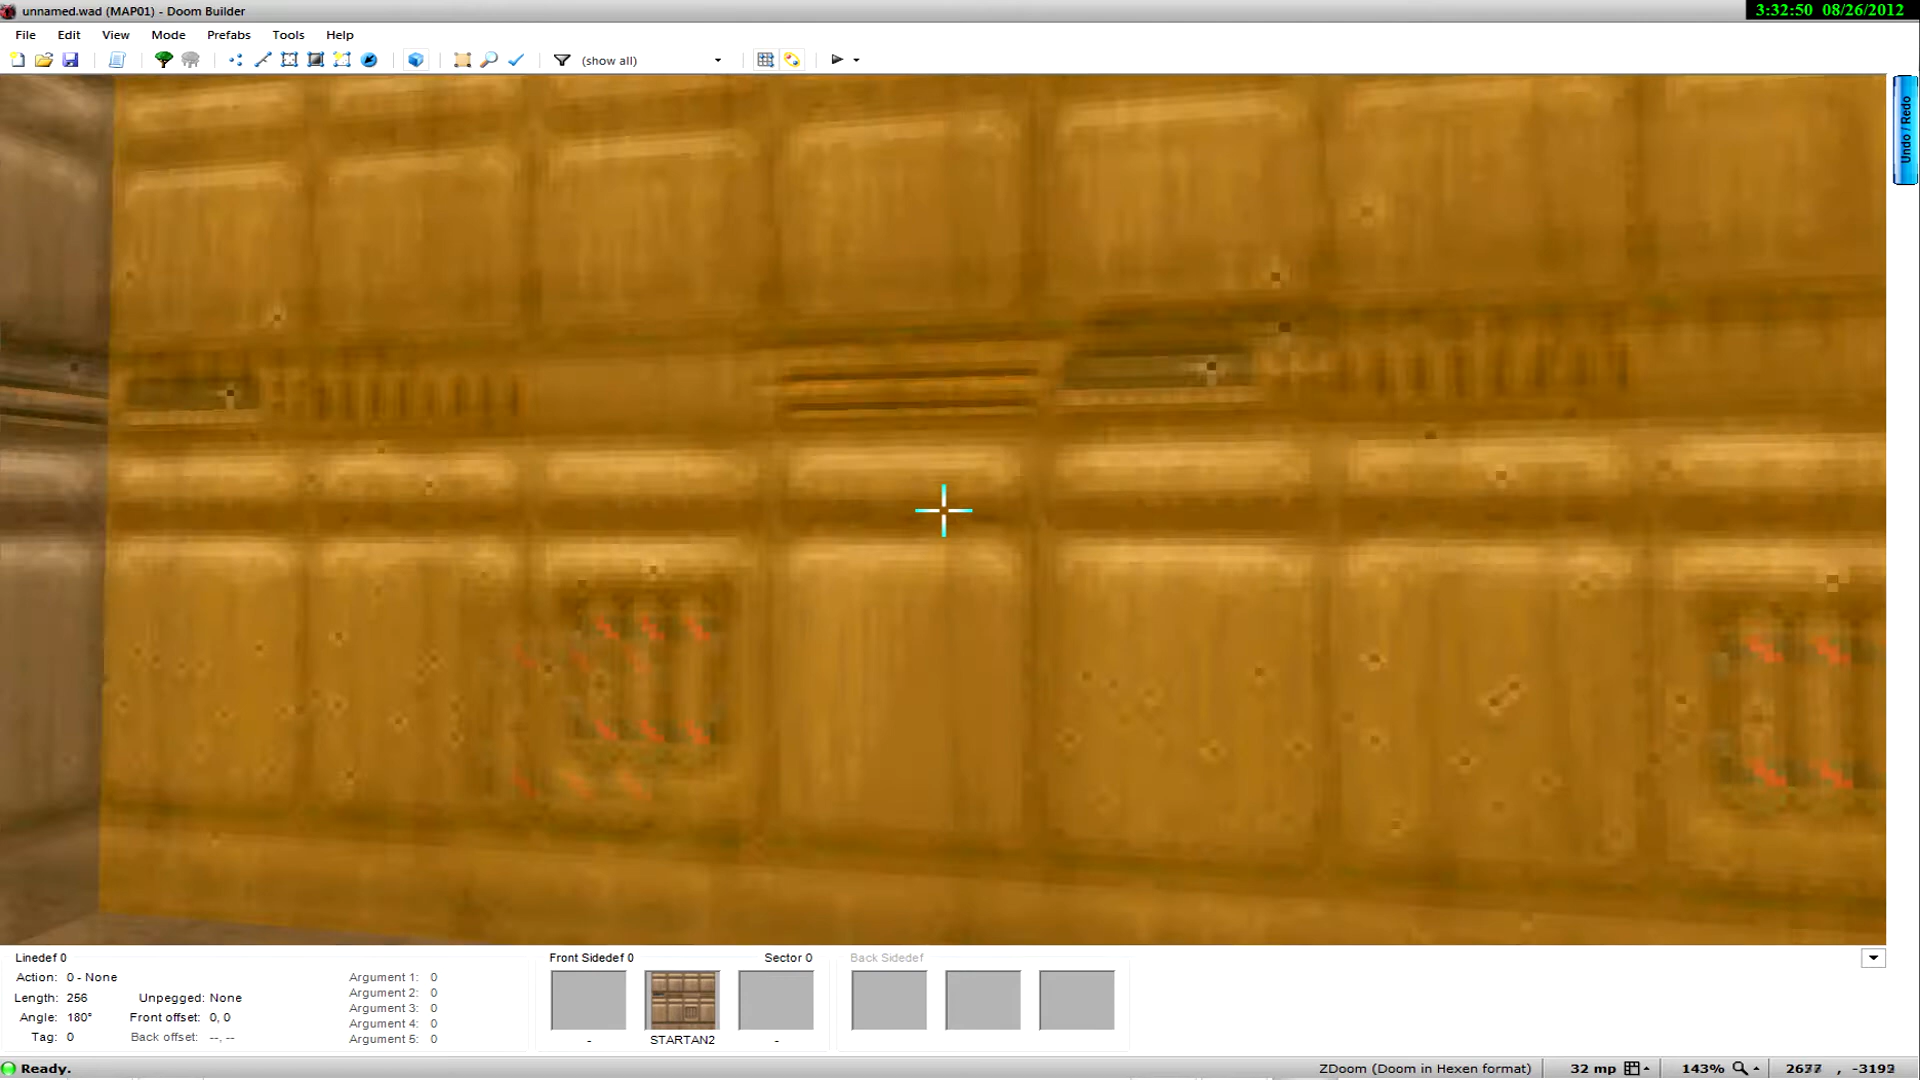 unnamed.wad (MAP01) - Doom Builder
3:32:50 08/26/2012
File Edit View Mode Prefabs Tools Help
(show all)
Undo / Redo
Linedef 0
Action: 0 - None
Length: 256 Unpegged: None
Angle: 180° Front offset: 0, 0
Tag: 0 Back offset: --, --
Argument 1: 0
Argument 2: 0
Argument 3: 0
Argument 4: 0
Argument 5: 0
Front Sidedef 0 Sector 0
- STARTAN2 -
Back Sidedef
Ready.
ZDoom (Doom in Hexen format) 32 mp 143% , -3192